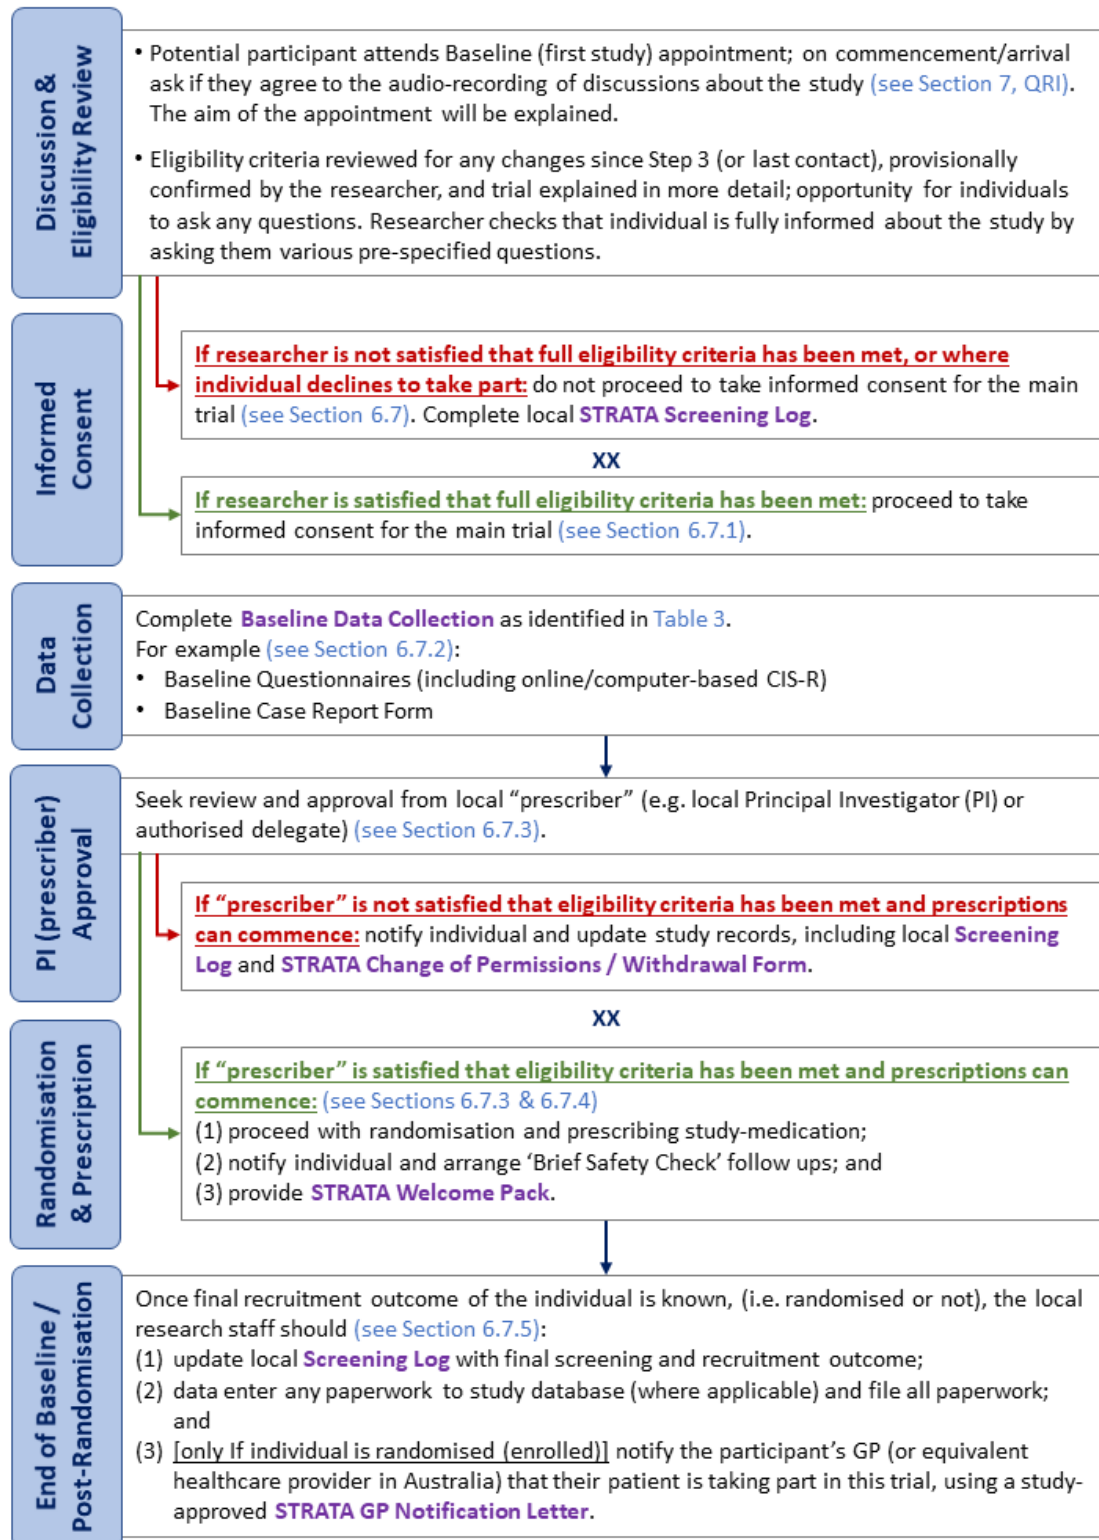 Discussion &
Eligibility Review
• Potential participant attends Baseline (first study) appointment; on commencement/arrival
ask if they agree to the audio-recording of discussions about the study (see Section 7, QRI).
The aim of the appointment will be explained.
• Eligibility criteria reviewed for any changes since Step 3 (or last contact), provisionally
confirmed by the researcher, and trial explained in more detail; opportunity for individuals
to ask any questions. Researcher checks that individual is fully informed about the study by
asking them various pre-specified questions.
Informed
Consent
If researcher is not satisfied that full eligibility criteria has been met, or where
individual declines to take part: do not proceed to take informed consent for the main
trial (see Section 6.7). Complete local STRATA Screening Log.
XX
If researcher is satisfied that full eligibility criteria has been met: proceed to take
informed consent for the main trial (see Section 6.7.1).
Data
Collection
Complete Baseline Data Collection as identified in Table 3.
For example (see Section 6.7.2):
• Baseline Questionnaires (including online/computer-based CIS-R)
• Baseline Case Report Form
PI (prescriber)
Approval
Seek review and approval from local “prescriber” (e.g. local Principal Investigator (PI) or
authorised delegate) (see Section 6.7.3).
If “prescriber” is not satisfied that eligibility criteria has been met and prescriptions
can commence: notify individual and update study records, including local Screening
Log and STRATA Change of Permissions / Withdrawal Form.
XX
Randomisation
& Prescription
If “prescriber” is satisfied that eligibility criteria has been met and prescriptions can
commence: (see Sections 6.7.3 & 6.7.4)
(1) proceed with randomisation and prescribing study-medication;
(2) notify individual and arrange ‘Brief Safety Check’ follow ups; and
(3) provide STRATA Welcome Pack.
End of Baseline /
Post-Randomisation
Once final recruitment outcome of the individual is known, (i.e. randomised or not), the local
research staff should (see Section 6.7.5):
(1) update local Screening Log with final screening and recruitment outcome;
(2) data enter any paperwork to study database (where applicable) and file all paperwork;
and
(3) [only If individual is randomised (enrolled)] notify the participant’s GP (or equivalent
healthcare provider in Australia) that their patient is taking part in this trial, using a study-
approved STRATA GP Notification Letter.